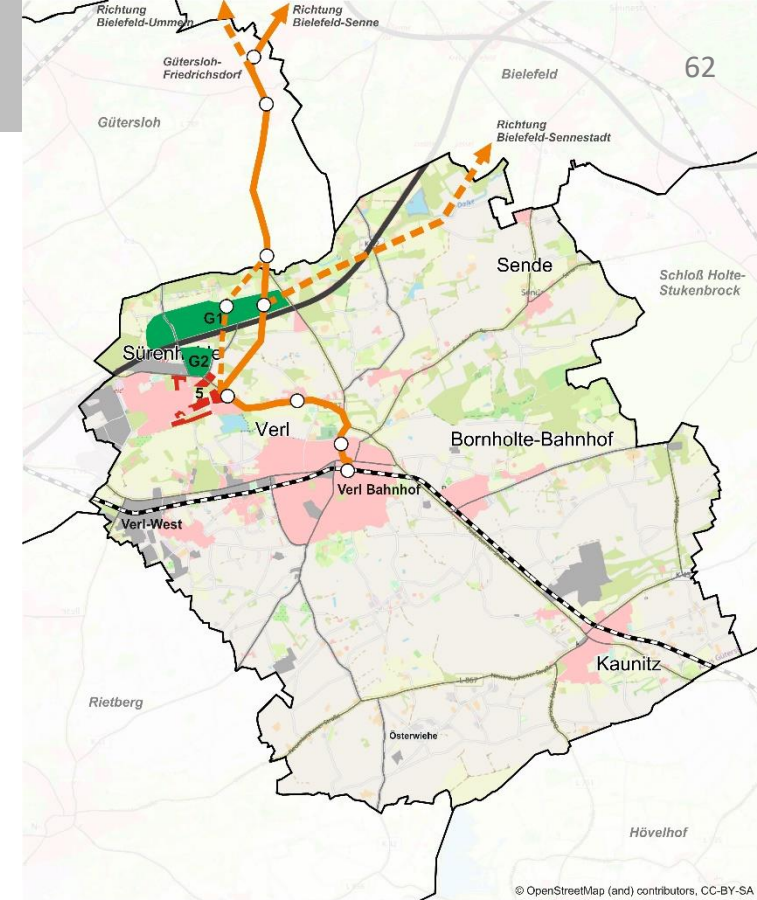 Richtung
Bielefeld-Ummeln
Richtung
Bielefeld-Senne
62
Gütersloh-
Friedrichsdorf
Bielefeld
Gütersloh
Richtung
Bielefeld-Sennestadt
Sende
Schloß Holte-
Stukenbrock
G1
G2
5
Verl
Bornholte-Bahnhof
Verl Bahnhof
Verl-West
Kaunitz
Rietberg
Österwiehe
Hövelhof
© OpenStreetMap (and) contributors, CC-BY-SA